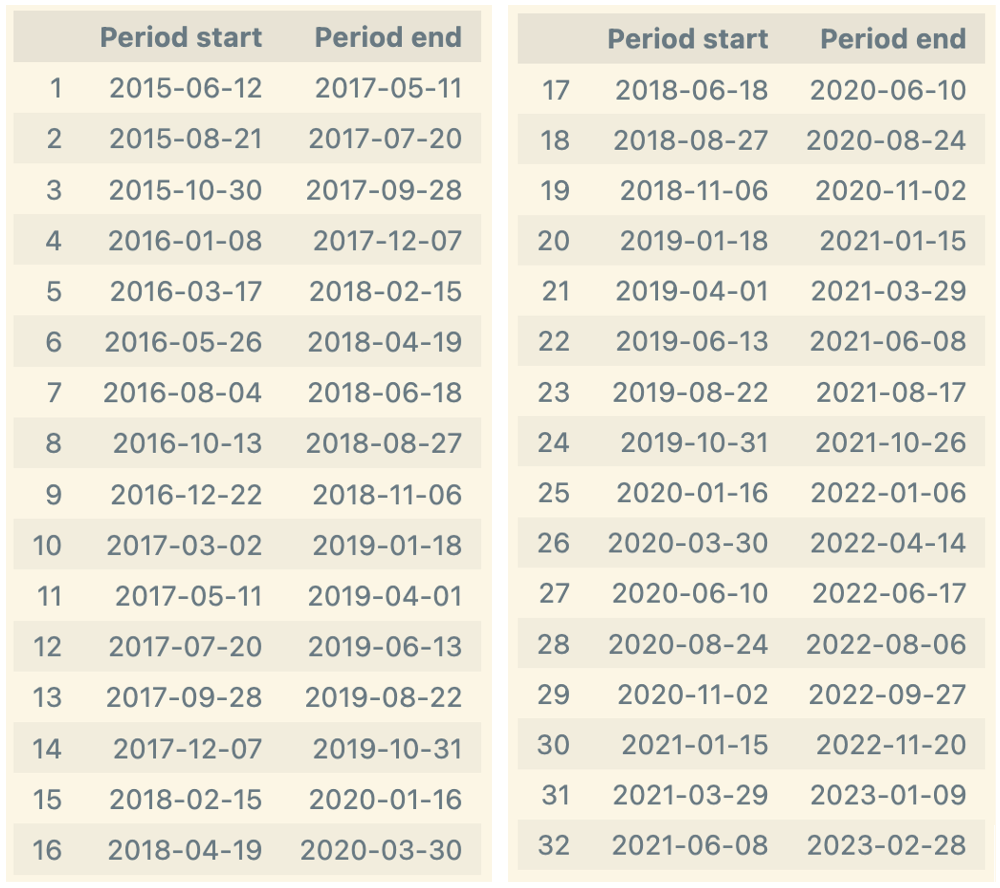 Period start Period end
1 2015-06-12 2017-05-11
2 2015-08-21 2017-07-20
3 2015-10-30 2017-09-28
4 2016-01-08 2017-12-07
5 2016-03-17 2018-02-15
6 2016-05-26 2018-04-19
7 2016-08-04 2018-06-18
8 2016-10-13 2018-08-27
9 2016-12-22 2018-11-06
10 2017-03-02 2019-01-18
11 2017-05-11 2019-04-01
12 2017-07-20 2019-06-13
13 2017-09-28 2019-08-22
14 2017-12-07 2019-10-31
15 2018-02-15 2020-01-16
16 2018-04-19 2020-03-30
Period start Period end
17 2018-06-18 2020-06-10
18 2018-08-27 2020-08-24
19 2018-11-06 2020-11-02
20 2019-01-18 2021-01-15
21 2019-04-01 2021-03-29
22 2019-06-13 2021-06-08
23 2019-08-22 2021-08-17
24 2019-10-31 2021-10-26
25 2020-01-16 2022-01-06
26 2020-03-30 2022-04-14
27 2020-06-10 2022-06-17
28 2020-08-24 2022-08-06
29 2020-11-02 2022-09-27
30 2021-01-15 2022-11-20
31 2021-03-29 2023-01-09
32 2021-06-08 2023-02-28